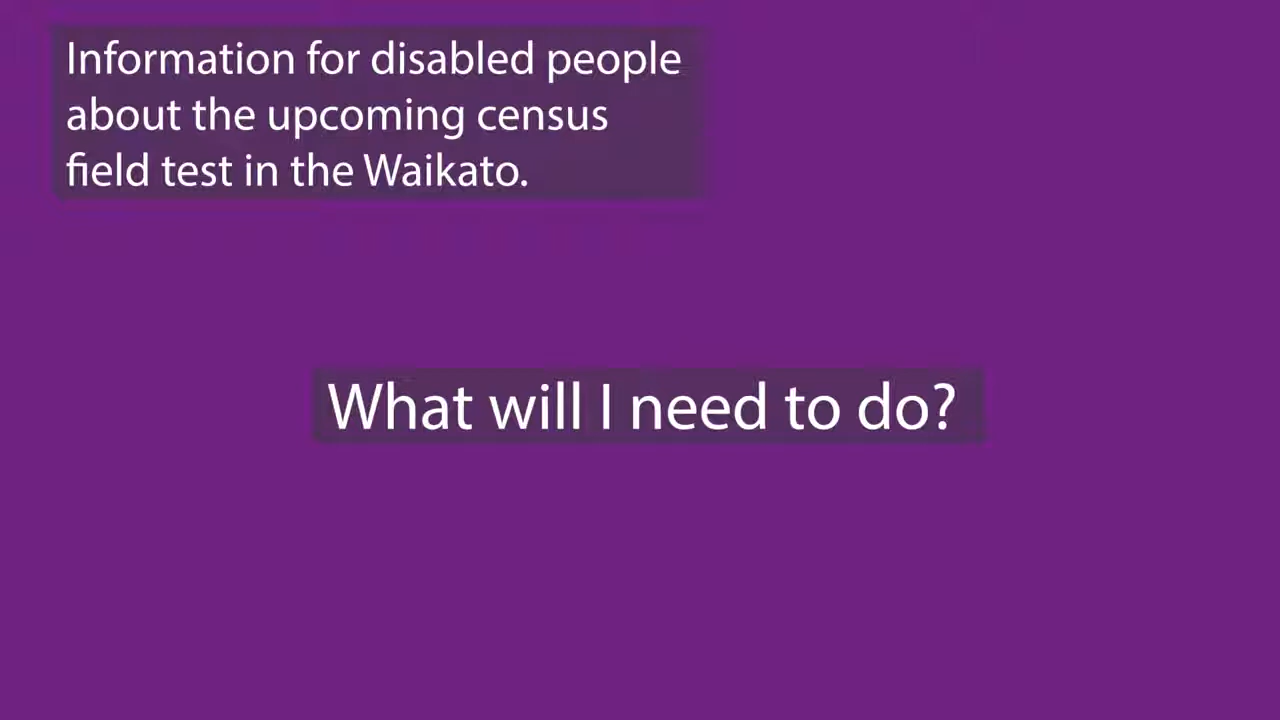 Information for disabled people
about the upcoming census
field test in the Waikato.
What will I need to do?